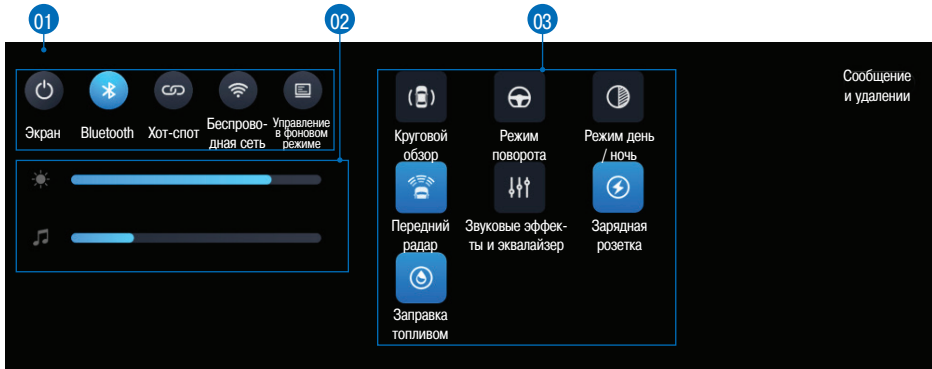 01
02
03
Экран
Bluetooth
Хот-спот
Беспрово-
дная сеть
Управление
в фоновом
режиме
Круговой
обзор
Режим
поворота
Режим день
/ ночь
Передний
радар
Звуковые эффек-
ты и эквалайзер
Зарядная
розетка
Заправка
топливом
Сообщение
и удалении